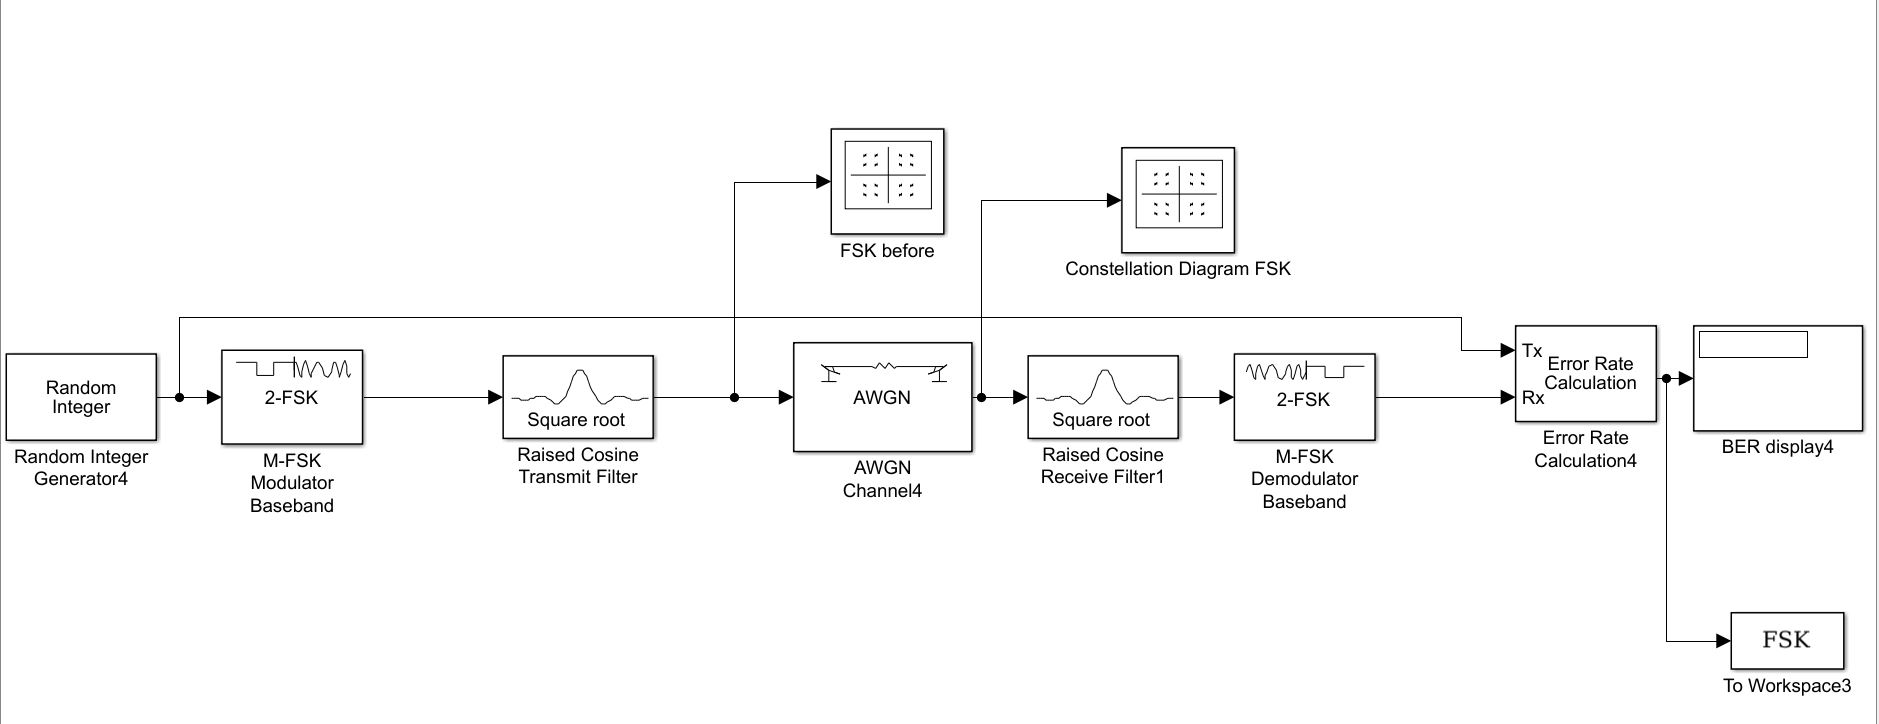 FSK before
Constellation Diagram FSK
Random
Integer
Random Integer
Generator4
2-FSK
M-FSK
Modulator
Baseband
Square root
Raised Cosine
Transmit Filter
AWGN
AWGN
Channel4
Square root
Raised Cosine
Receive Filter1
2-FSK
M-FSK
Demodulator
Baseband
Tx
Rx
Error Rate
Calculation
Error Rate
Calculation4
BER display4
FSK
To Workspace3